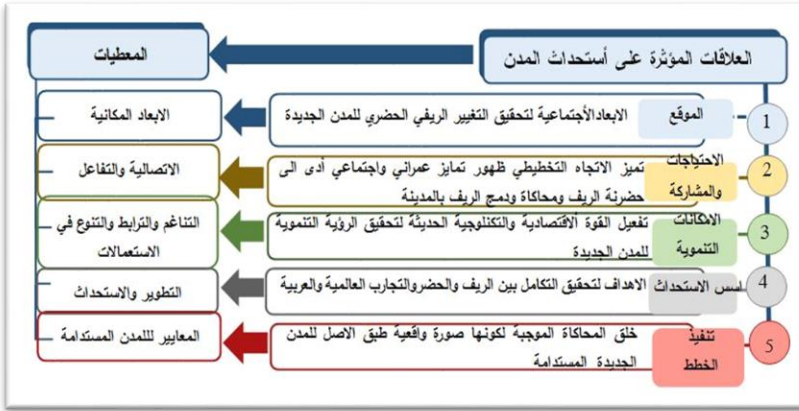 العلاقات المؤثرة على أستحداث المدن
المعطيات
1
الموقع
الابعادالأجتماعية لتحقيق التغيير الريفي الحضري للمدن الجديدة
الابعاد المكانية
2
الاحتياجات
والمشاركة
تميز الاتجاه التخطيطي ظهور تمايز عمراني واجتماعي أدى الى
حضرنة الريف ومحاكاة ودمج الريف بالمدينة
الاتصالية والتفاعل
3
الامكانات
التنموية
تفعيل القوة ألأقتصادية والتكنلوجية الحديثة لتحقيق الرؤية التنموية
للمدن الجديدة
التناغم والترابط والتنوع في
الاستعمالات
4
اسس الاستحداث
الاهداف لتحقيق التكامل بين الريف والحضروالتجارب العالمية والعربية
التطوير والاستحداث
5
تنفيذ
الخطط
خلق المحاكاة الموجبة لكونها صورة واقعية طبق الاصل للمدن
الجديدة المستدامة
المعايير لللمدن المستدامة